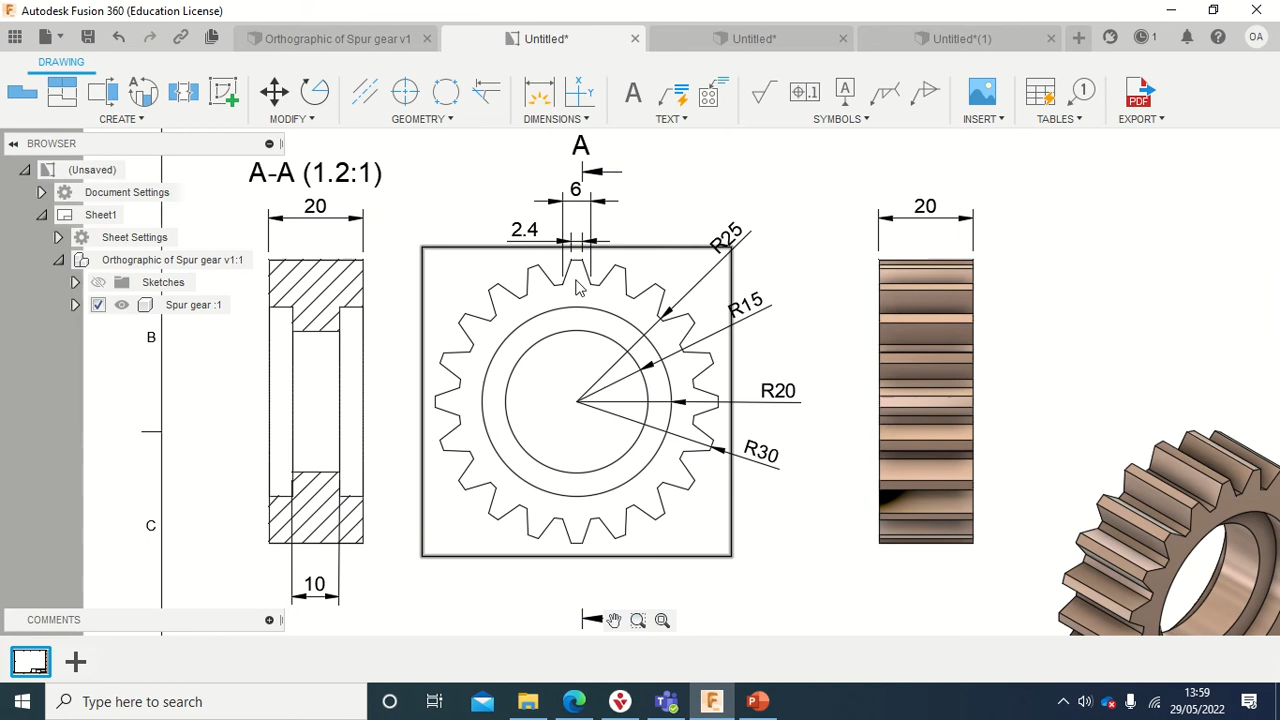 Autodesk Fusion 360 (Education License)
Orthographic of Spur gear v1
Untitled*
Untitled*
Untitled*(1)
1
OA
DRAWING
CREATE
MODIFY
GEOMETRY
DIMENSIONS
TEXT
SYMBOLS
INSERT
TABLES
EXPORT
BROWSER
(Unsaved)
Document Settings
Sheet1
Sheet Settings
Orthographic of Spur gear v1:1
Sketches
Spur gear :1
A-A (1.2:1)
A
20
6
2.4
R25
R15
R20
R30
20
10
B
C
COMMENTS
Type here to search
13:59
29/05/2022